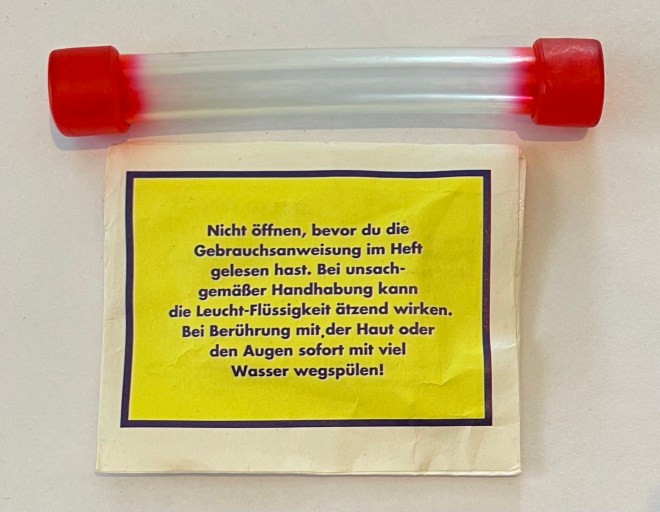 Nicht öffnen, bevor du die
Gebrauchsanweisung im Heft
gelesen hast. Bei unsach-
gemäßer Handhabung kann
die Leucht-Flüssigkeit ätzend wirken.
Bei Berührung mit der Haut oder
den Augen sofort mit viel
Wasser wegspülen!